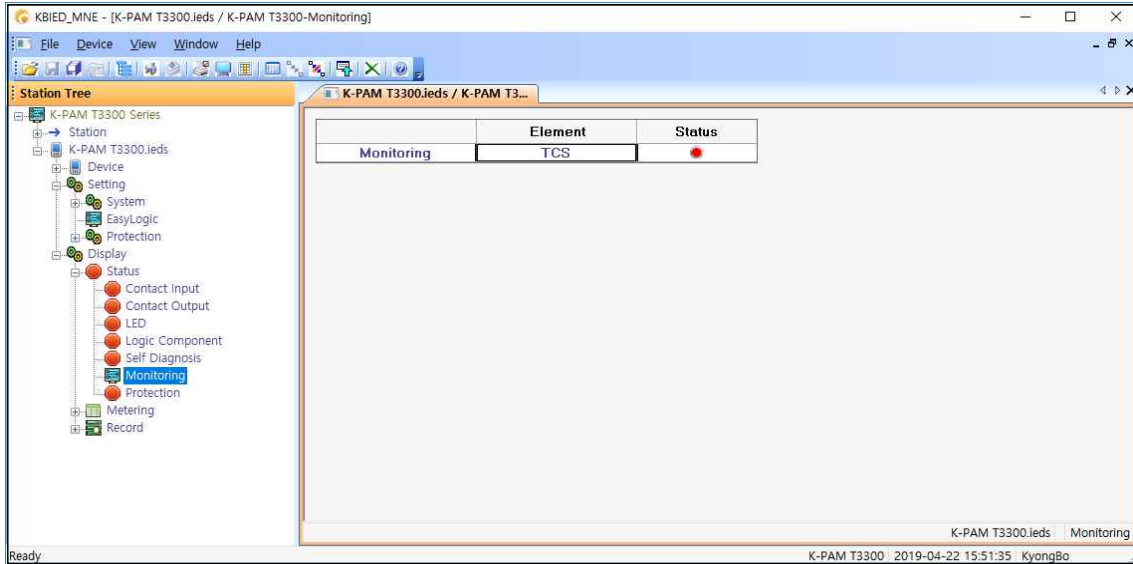 KBIED_MNE - [K-PAM T3300.ieds / K-PAM T3300-Monitoring]
File Device View Window Help
Station Tree
K-PAM T3300.ieds / K-PAM T3...
K-PAM T3300 Series
Station
K-PAM T3300.ieds
Device
Setting
System
EasyLogic
Protection
Display
Status
Contact Input
Contact Output
LED
Logic Component
Self Diagnosis
Monitoring
Protection
Metering
Record
Element Status
Monitoring TCS
K-PAM T3300.ieds Monitoring
Ready K-PAM T3300 2019-04-22 15:51:35 KyongBo